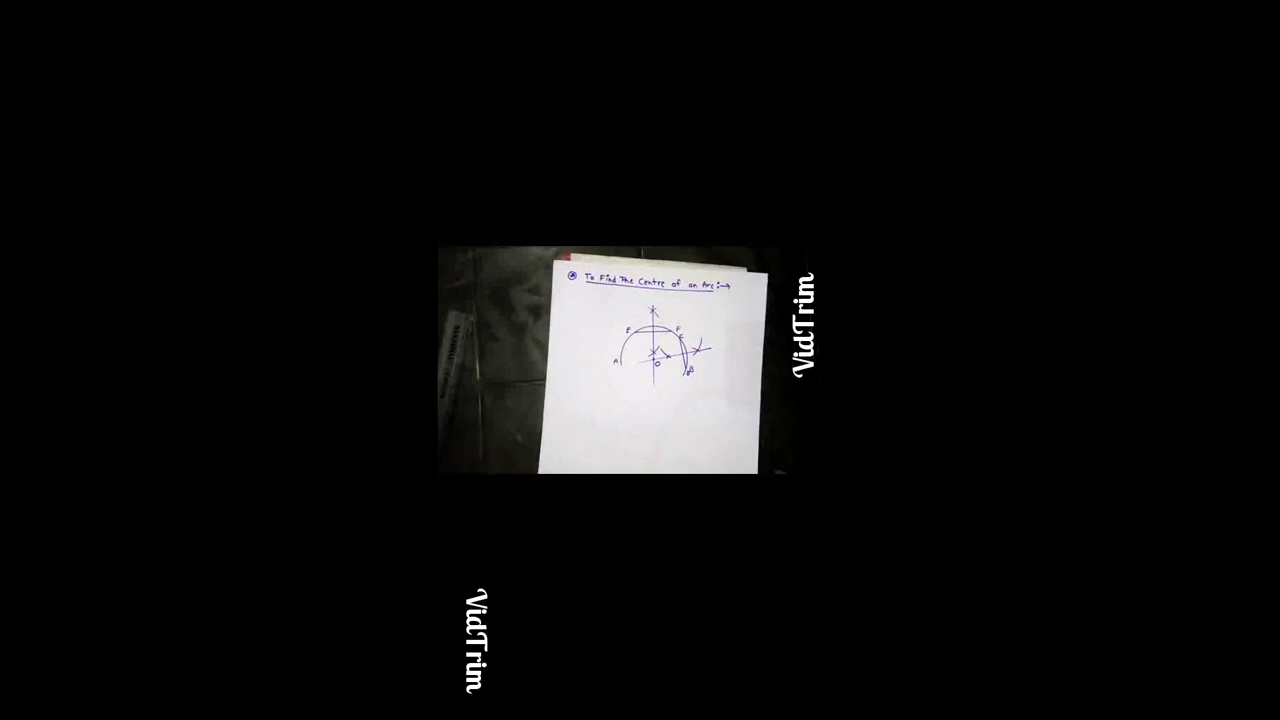 To Find The Centre of an Arc :→
E F
C
A O B
VidTrim
VidTrim